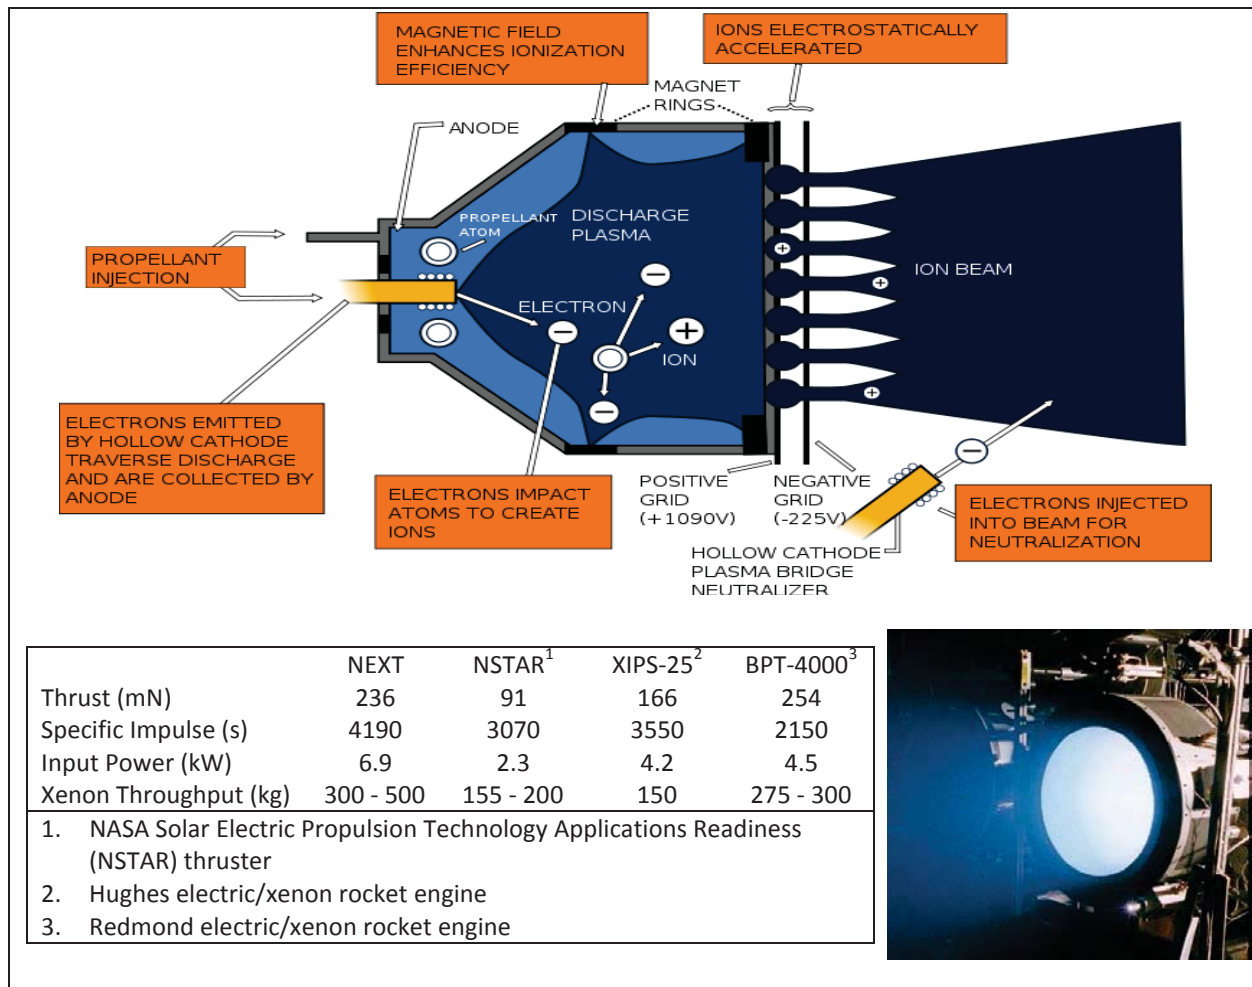 MAGNETIC FIELD
ENHANCES IONIZATION
EFFICIENCY
IONS ELECTROSTATICALLY
ACCELERATED
MAGNET
RINGS
ANODE
PROPELLANT
ATOM
DISCHARGE
PLASMA
PROPELLANT
INJECTION
ION BEAM
ELECTRON
ION
ELECTRONS EMITTED
BY HOLLOW CATHODE
TRAVERSE DISCHARGE
AND ARE COLLECTED BY
ANODE
ELECTRONS IMPACT
ATOMS TO CREATE
IONS
POSITIVE
GRID
(+1090V)
NEGATIVE
GRID
(-225V)
HOLLOW CATHODE
PLASMA BRIDGE
NEUTRALIZER
ELECTRONS INJECTED
INTO BEAM FOR
NEUTRALIZATION
NEXT NSTAR1 XIPS-252 BPT-40003
Thrust (mN) 236 91 166 254
Specific Impulse (s) 4190 3070 3550 2150
Input Power (kW) 6.9 2.3 4.2 4.5
Xenon Throughput (kg) 300 - 500 155 - 200 150 275 - 300
1. NASA Solar Electric Propulsion Technology Applications Readiness
(NSTAR) thruster
2. Hughes electric/xenon rocket engine
3. Redmond electric/xenon rocket engine